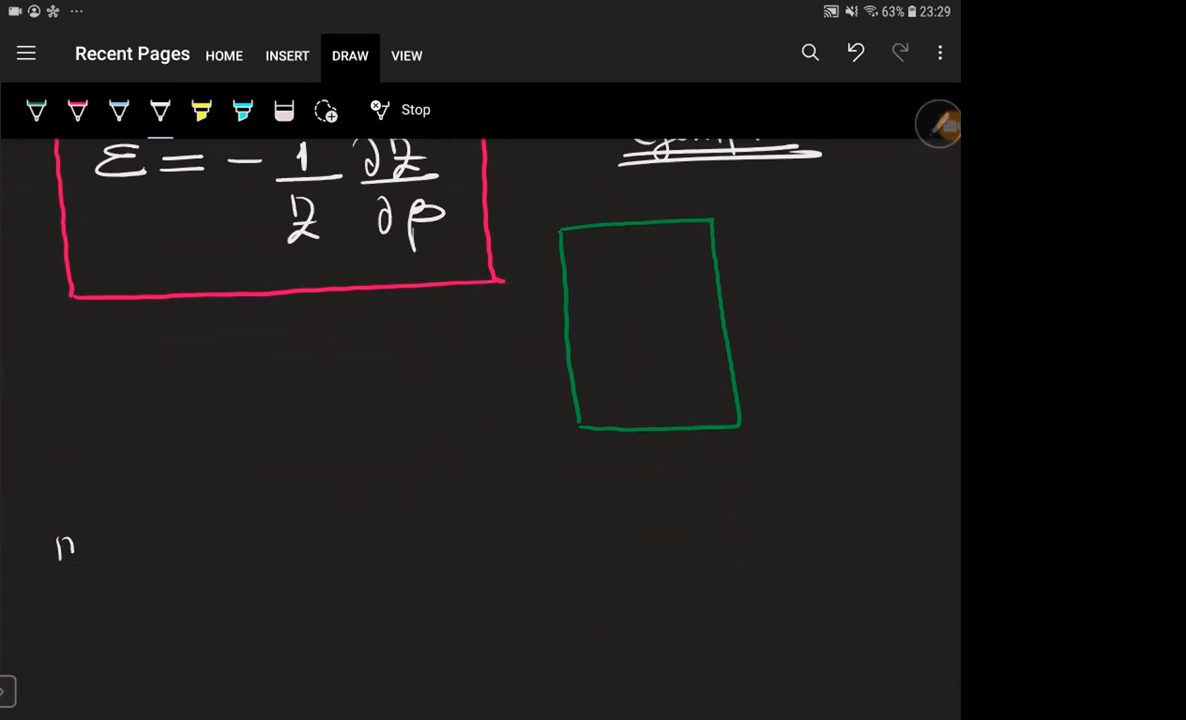 63% 23:29
Recent Pages HOME INSERT DRAW VIEW
Stop
ε = - 1/Z ∂Z/∂β
n